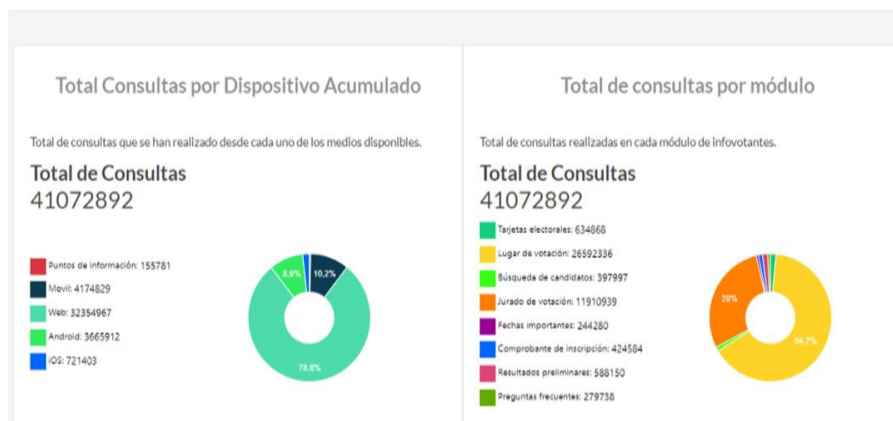 Total Consultas por Dispositivo Acumulado
Total de consultas que se han realizado desde cada uno de los medios disponibles.
Total de Consultas
41072892
Puntos de información: 155781
Movil: 4174829
Web: 32354967
Android: 3665912
iOS: 721403
8,9%
10,2%
78,8%
Total de consultas por módulo
Total de consultas realizadas en cada módulo de infovotantes.
Total de Consultas
41072892
Tarjetas electorales: 634868
Lugar de votación: 26592336
Búsqueda de candidatos: 397997
Jurado de votación: 11910939
Fechas importantes: 244280
Comprobante de inscripción: 424584
Resultados preliminares: 588150
Preguntas frecuentes: 279738
29%
64,7%